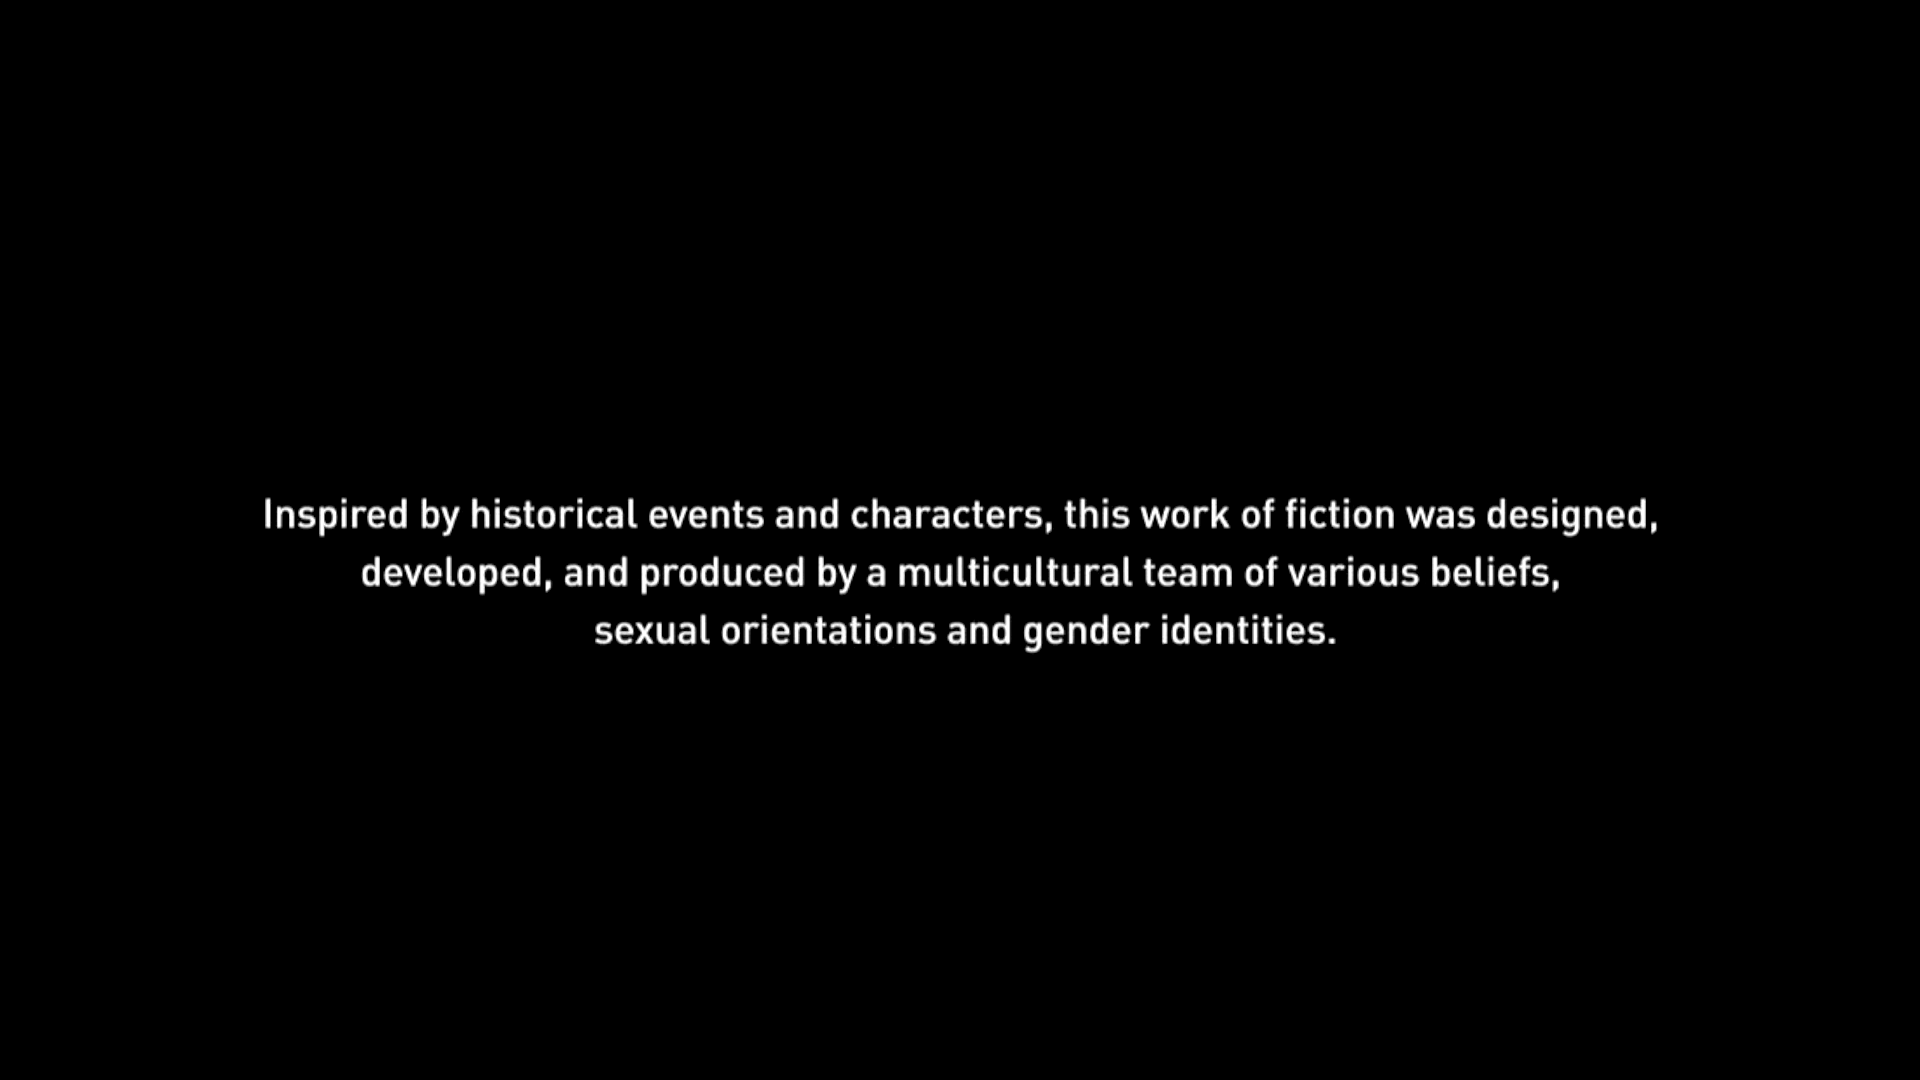 Inspired by historical events and characters, this work of fiction was designed,
developed, and produced by a multicultural team of various beliefs,
sexual orientations and gender identities.